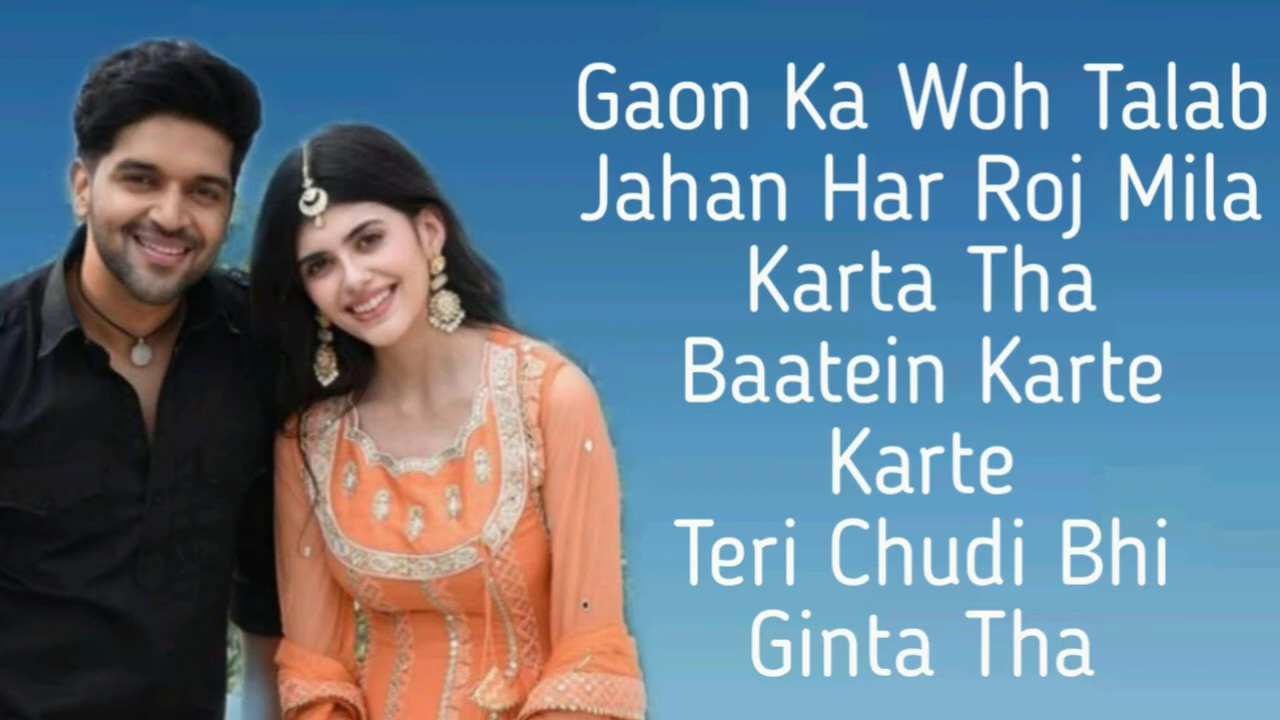 Gaon Ka Woh Talab
Jahan Har Roj Mila
Karta Tha
Baatein Karte
Karte
Teri Chudi Bhi
Ginta Tha